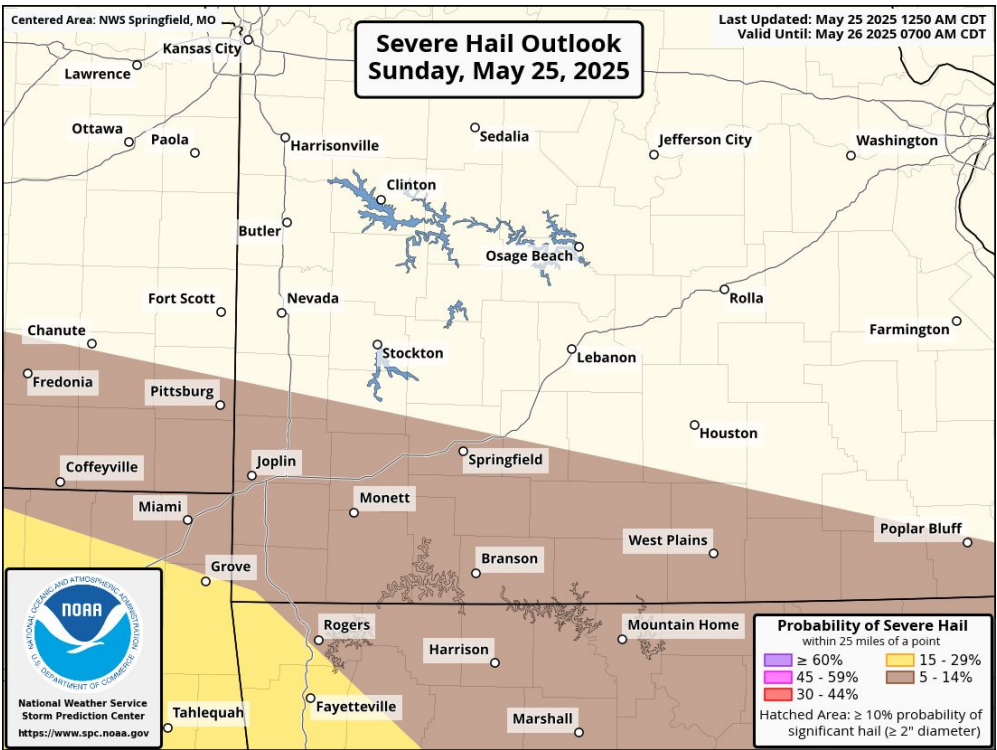 Centered Area: NWS Springfield, MO
Severe Hail Outlook
Sunday, May 25, 2025
Last Updated: May 25 2025 1250 AM CDT
Valid Until: May 26 2025 0700 AM CDT
Kansas City
Lawrence
Ottawa
Paola
Harrisonville
Sedalia
Jefferson City
Washington
Clinton
Butler
Osage Beach
Fort Scott
Nevada
Rolla
Farmington
Chanute
Stockton
Lebanon
Fredonia
Pittsburg
Houston
Coffeyville
Joplin
Springfield
Miami
Monett
Poplar Bluff
West Plains
Branson
Grove
Rogers
Mountain Home
Harrison
Fayetteville
Tahlequah
Marshall
NATIONAL OCEANIC AND ATMOSPHERIC ADMINISTRATION
NOAA
U.S. DEPARTMENT OF COMMERCE
National Weather Service
Storm Prediction Center
https://www.spc.noaa.gov
Probability of Severe Hail
within 25 miles of a point
≥ 60%
15 - 29%
45 - 59%
5 - 14%
30 - 44%
Hatched Area: ≥ 10% probability of
significant hail (≥ 2" diameter)